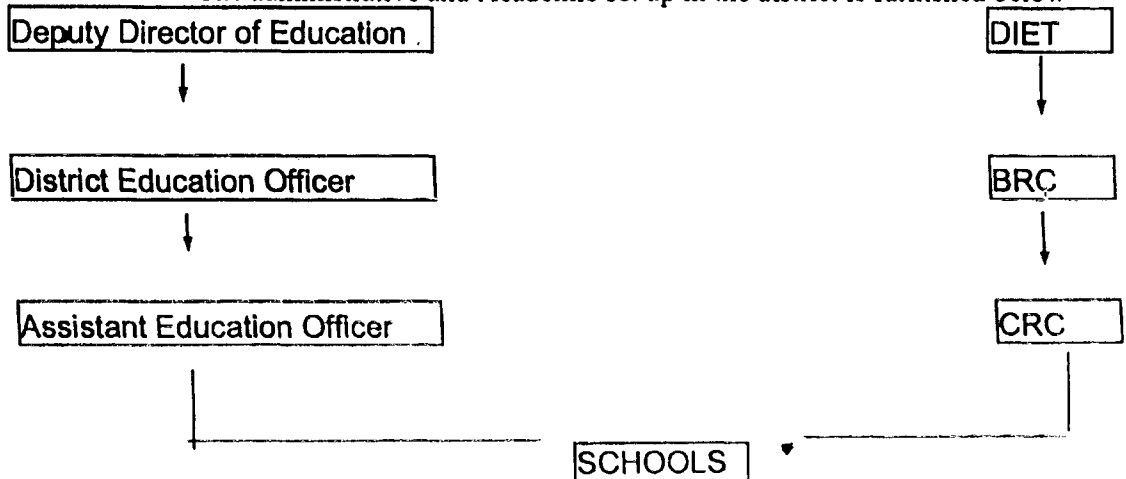 Deputy Director of Education
DIET
District Education Officer
BRC
Assistant Education Officer
CRC
SCHOOLS